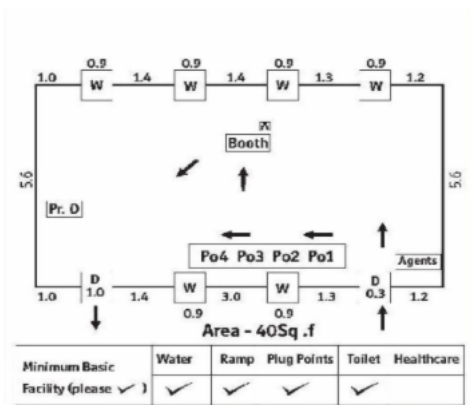 0.9 0.9 0.9 0.9
1.0 W 1.4 W 1.4 W 1.3 W 1.2
Booth
5.6 5.6
Pr. O
Po4 Po3 Po2 Po1
Agents
1.0 D 1.0 1.4 W 3.0 W 1.3 D 0.3 1.2
0.9 0.9
Area - 40Sq .f
Minimum Basic Facility (please ✓ )
Water Ramp Plug Points Toilet Healthcare
✓ ✓ ✓ ✓